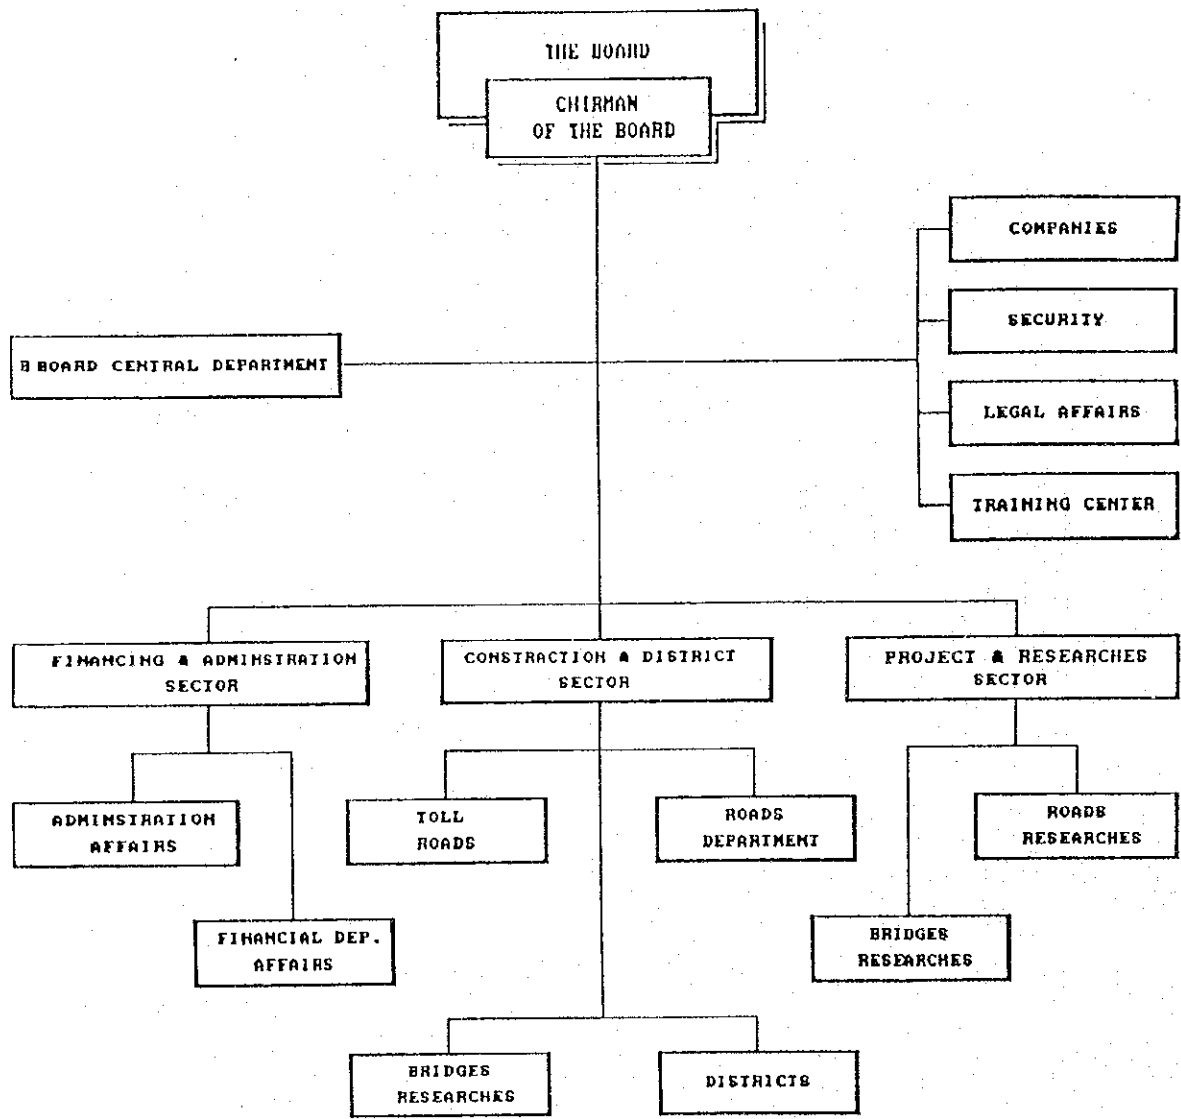 THE BOARD
CHIRMAN
OF THE BOARD
COMPANIES
SECURITY
B BOARD CENTRAL DEPARTMENT
LEGAL AFFAIRS
TRAINING CENTER
FINANCING & ADMINSTRATION
SECTOR
CONSTRACTION & DISTRICT
SECTOR
PROJECT & RESEARCHES
SECTOR
ADMINSTRATION
AFFAIRS
TOLL
ROADS
ROADS
DEPARTMENT
ROADS
RESEARCHES
FINANCIAL DEP.
AFFAIRS
BRIDGES
RESEARCHES
BRIDGES
RESEARCHES
DISTRICTS